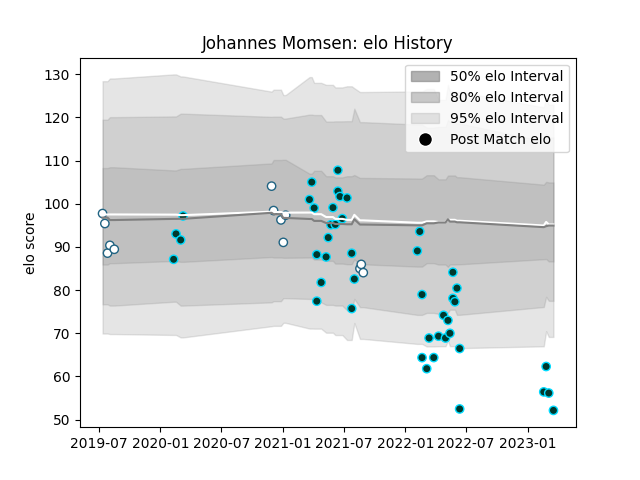 Johannes Momsen: elo History
50% elo Interval
80% elo Interval
95% elo Interval
Post Match elo
elo score
130
120
110
100
90
80
70
60
50
2019-07 2020-01 2020-07 2021-01 2021-07 2022-01 2022-07 2023-01